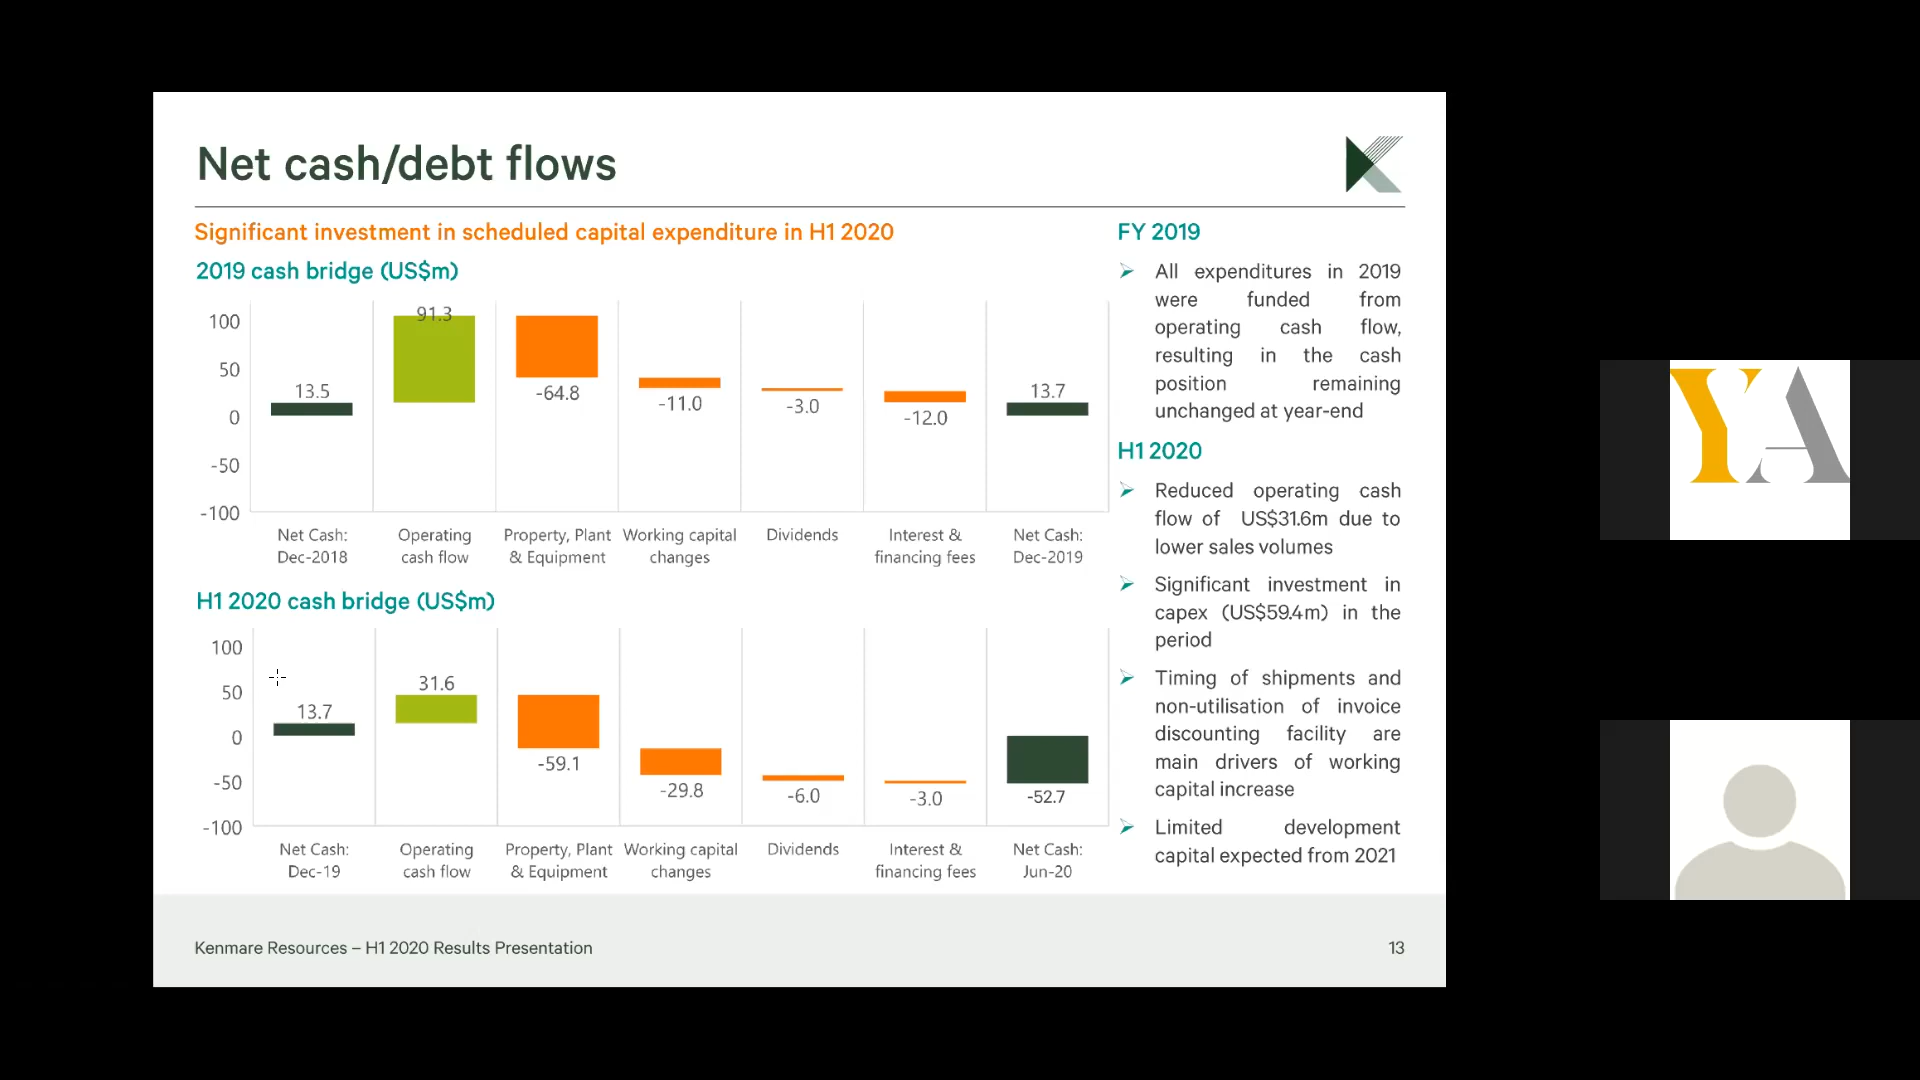 Net cash/debt flows
Significant investment in scheduled capital expenditure in H1 2020
2019 cash bridge (US$m)
100
50
0
-50
-100
13.5
91.3
-64.8
-11.0
-3.0
-12.0
13.7
Net Cash:
Dec-2018
Operating
cash flow
Property, Plant
& Equipment
Working capital
changes
Dividends
Interest &
financing fees
Net Cash:
Dec-2019
H1 2020 cash bridge (US$m)
100
50
0
-50
-100
13.7
31.6
-59.1
-29.8
-6.0
-3.0
-52.7
Net Cash:
Dec-19
Operating
cash flow
Property, Plant
& Equipment
Working capital
changes
Dividends
Interest &
financing fees
Net Cash:
Jun-20
FY 2019
All expenditures in 2019
were funded from
operating cash flow,
resulting in the cash
position remaining
unchanged at year-end
H1 2020
Reduced operating cash
flow of US$31.6m due to
lower sales volumes
Significant investment in
capex (US$59.4m) in the
period
Timing of shipments and
non-utilisation of invoice
discounting facility are
main drivers of working
capital increase
Limited development
capital expected from 2021
Kenmare Resources – H1 2020 Results Presentation
13
YA